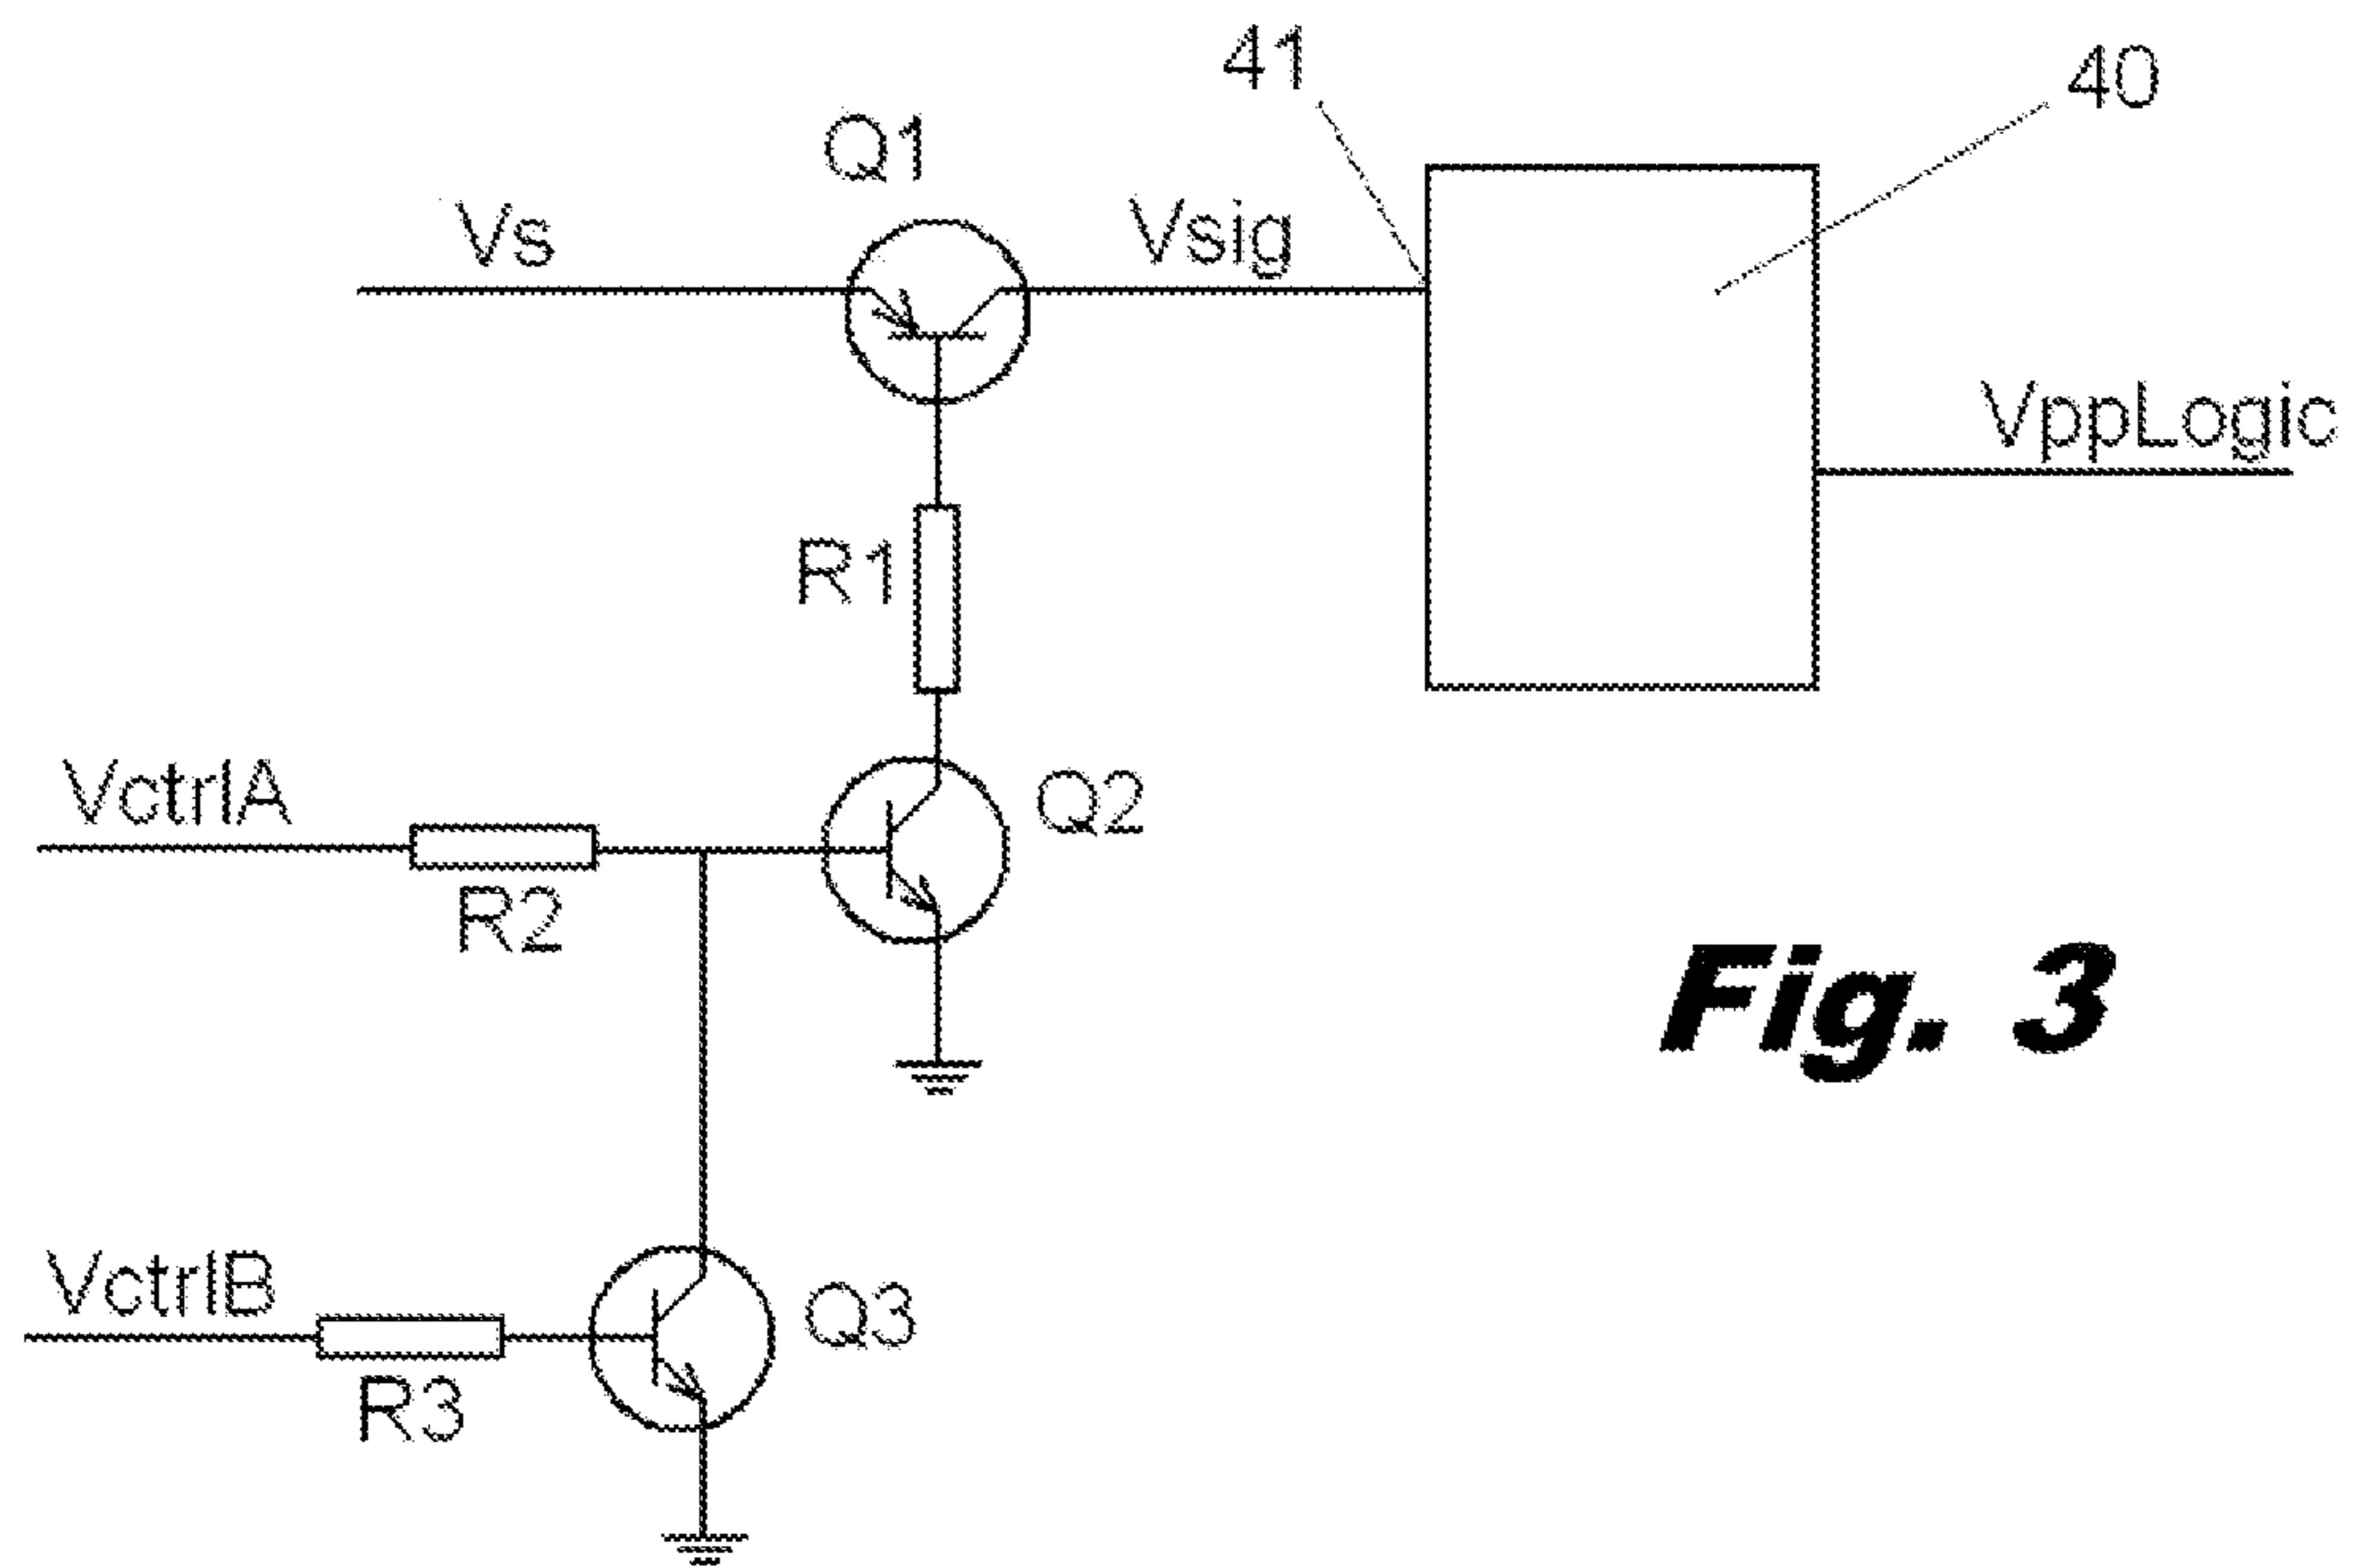 41
40
Q1
Vs
Vsig
VppLogic
R1
VctrlA
Q2
R2
Fig. 3
VctrlB
Q3
R3